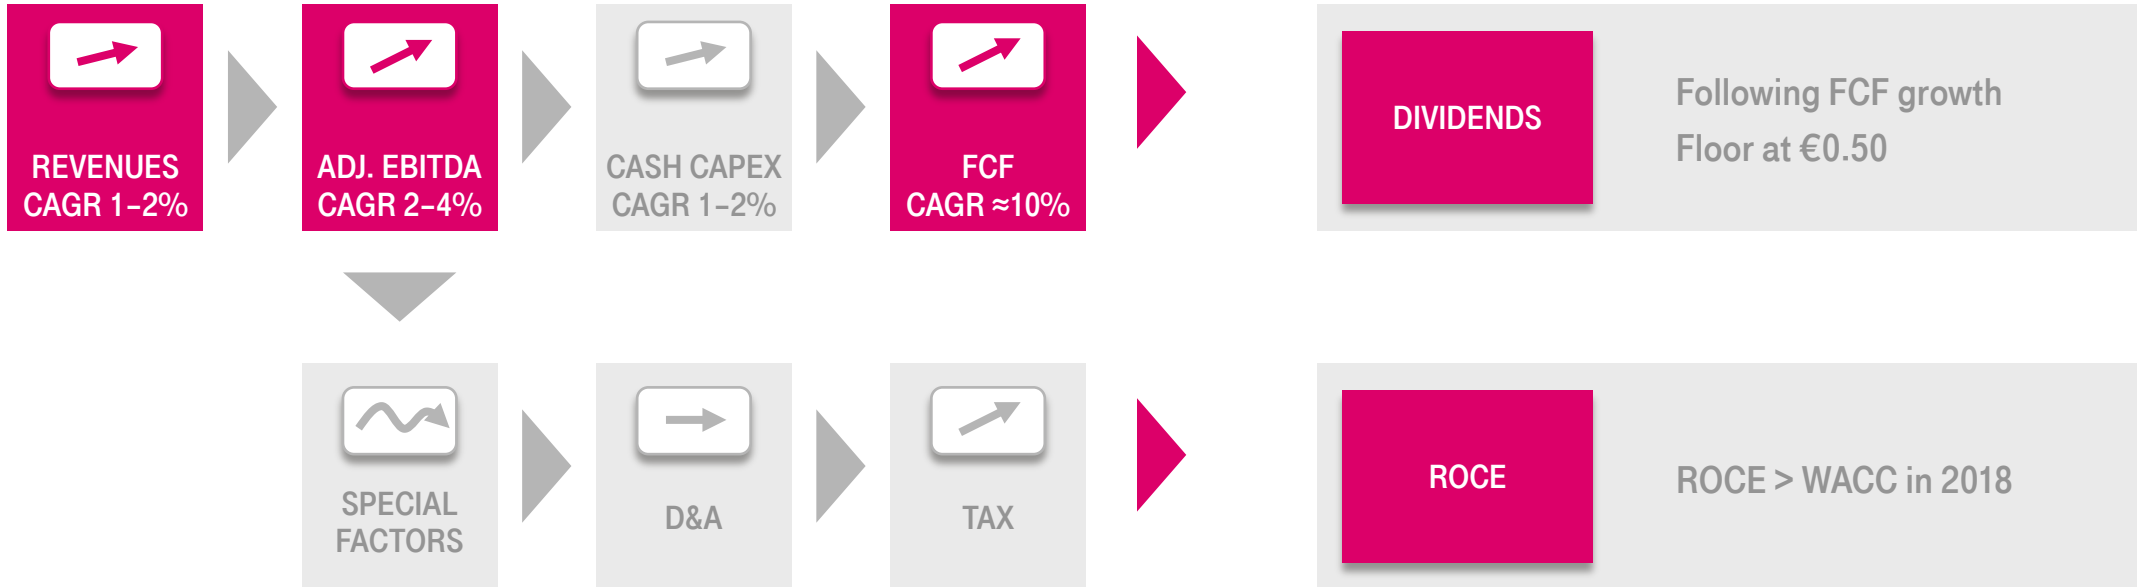 REVENUES
CAGR 1–2%
ADJ. EBITDA
CAGR 2–4%
CASH CAPEX
CAGR 1–2%
FCF
CAGR ≈10%
DIVIDENDS
Following FCF growth
Floor at €0.50
SPECIAL
FACTORS
D&A
TAX
ROCE
ROCE > WACC in 2018